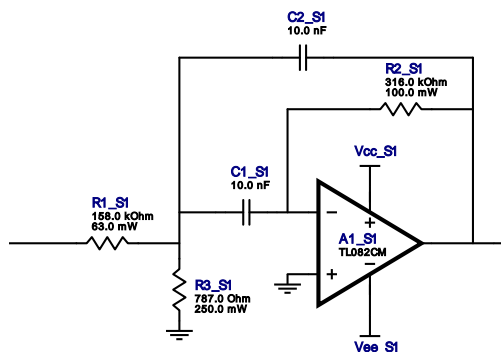 C2_S1
10.0 nF
R2_S1
316.0 kOhm
100.0 mW
Vcc_S1
C1_S1
10.0 nF
R1_S1
158.0 kOhm
63.0 mW
−
+
A1_S1
TL082CM
−
+
R3_S1
787.0 Ohm
250.0 mW
Vee_S1